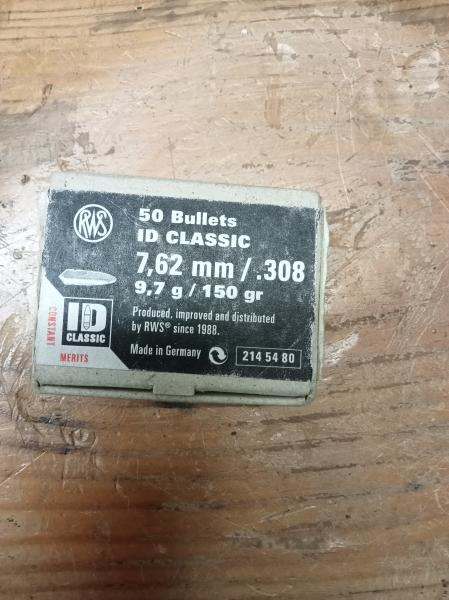 RWS
50 Bullets
ID CLASSIC
7,62 mm / .308
9,7 g / 150 gr
Produced, improved and distributed
by RWS® since 1988.
Made in Germany
214 54 80
ID
CLASSIC
CONSTANT
MERITS